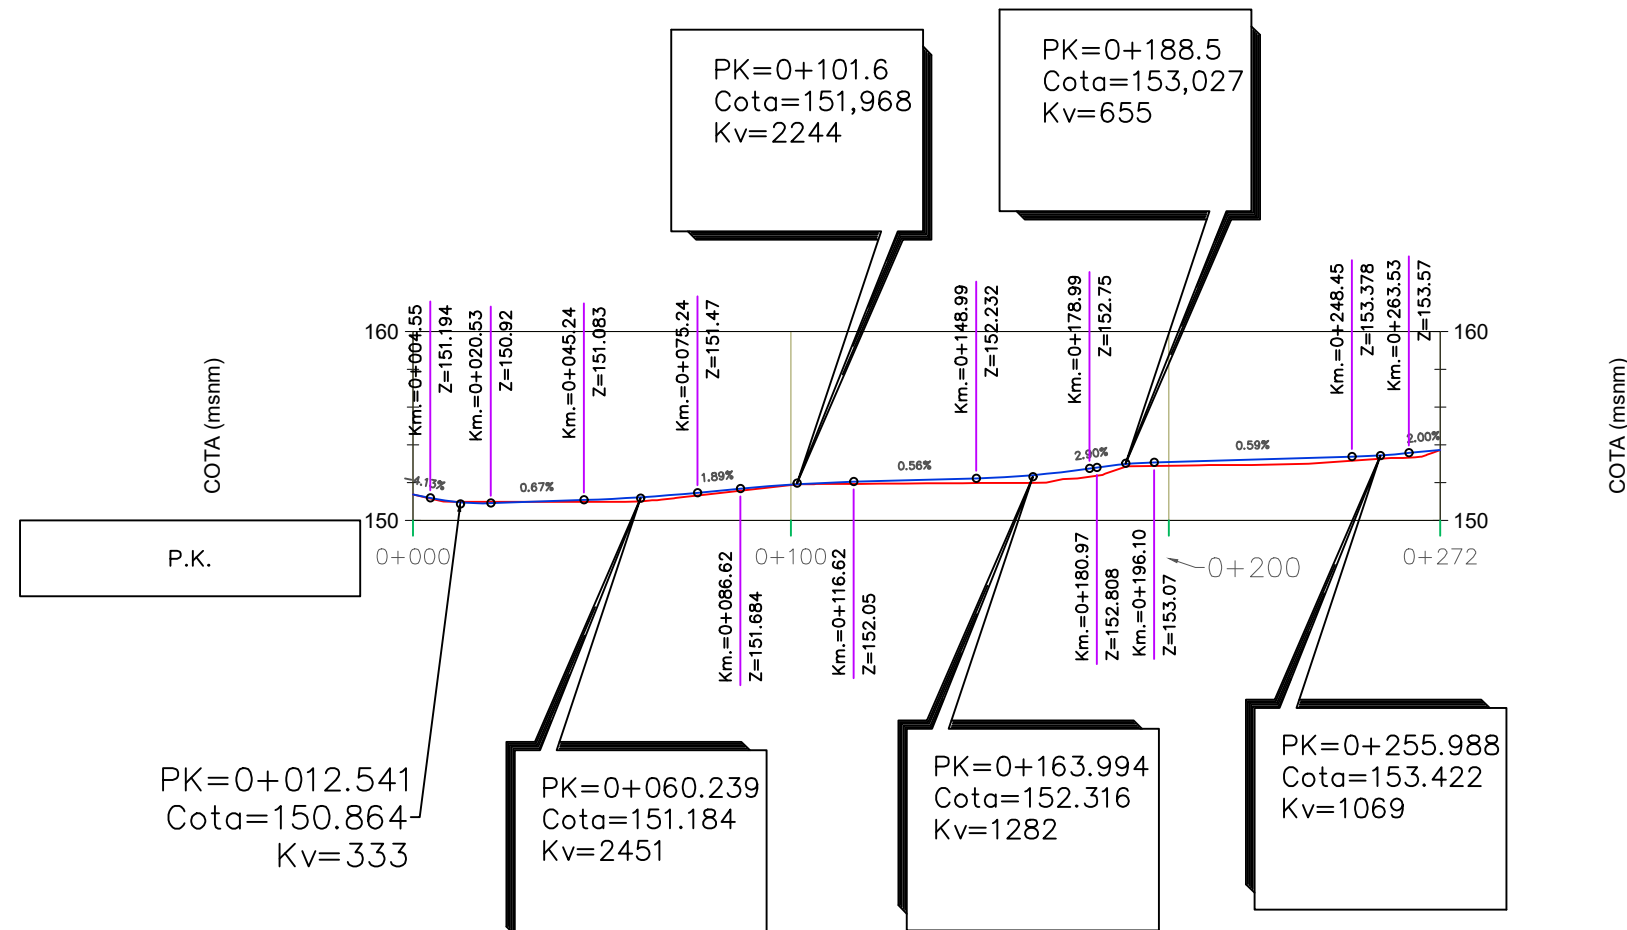 PK=0+101.6
Cota=151,968
Kv=2244
PK=0+188.5
Cota=153,027
Kv=655
Km.=0+004.55
Z=151.194
Km.=0+020.53
Z=150.92
Km.=0+045.24
Z=151.083
Km.=0+075.24
Z=151.47
Km.=0+148.99
Z=152.232
Km.=0+178.99
Z=152.75
Km.=0+248.45
Z=153.378
Km.=0+263.53
Z=153.57
160
160
COTA (msnm)
COTA (msnm)
-4.13%
0.67%
1.89%
0.56%
2.90%
0.59%
2.00%
150
150
P.K.
0+000
0+100
0+200
0+272
Km.=0+086.62
Z=151.684
Km.=0+116.62
Z=152.05
Km.=0+180.97
Z=152.808
Km.=0+196.10
Z=153.07
PK=0+012.541
Cota=150.864
Kv=333
PK=0+060.239
Cota=151.184
Kv=2451
PK=0+163.994
Cota=152.316
Kv=1282
PK=0+255.988
Cota=153.422
Kv=1069